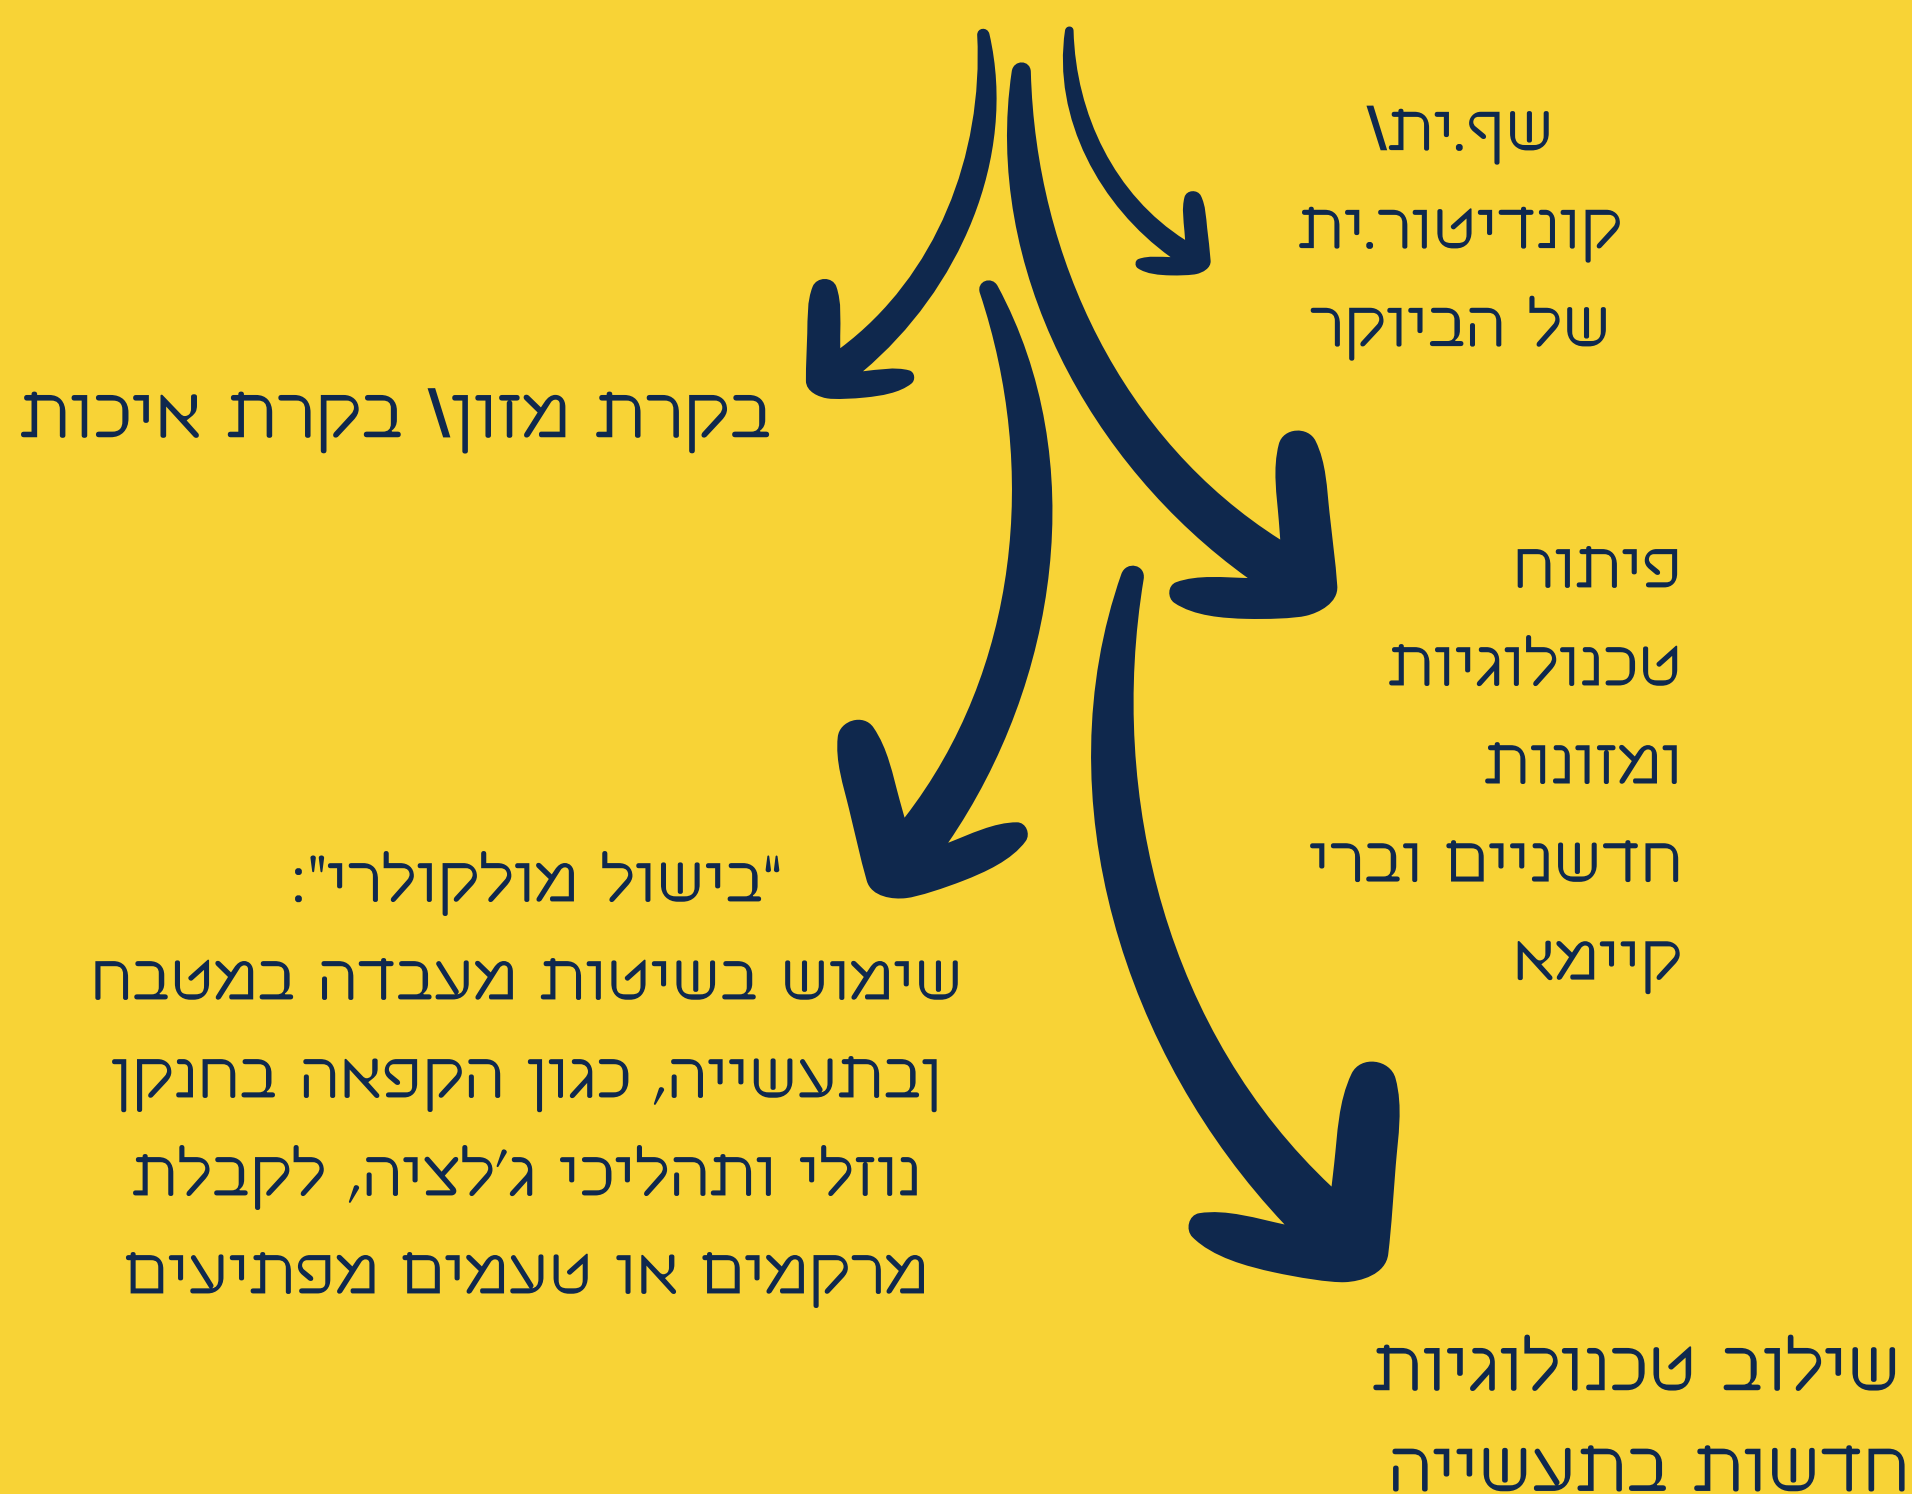 שף.ית\
קונדיטור.ית
של הביוקר
בקרת מזון\ בקרת איכות
פיתוח
טכנולוגיות
ומזונות
חדשניים וברי
קיימא
"בישול מולקולרי":
שימוש בשיטות מעבדה במטבח
ןבתעשייה, כגון הקפאה בחנקן
נוזלי ותהליכי ג'לציה, לקבלת
מרקמים או טעמים מפתיעים
שילוב טכנולוגיות
חדשות בתעשייה